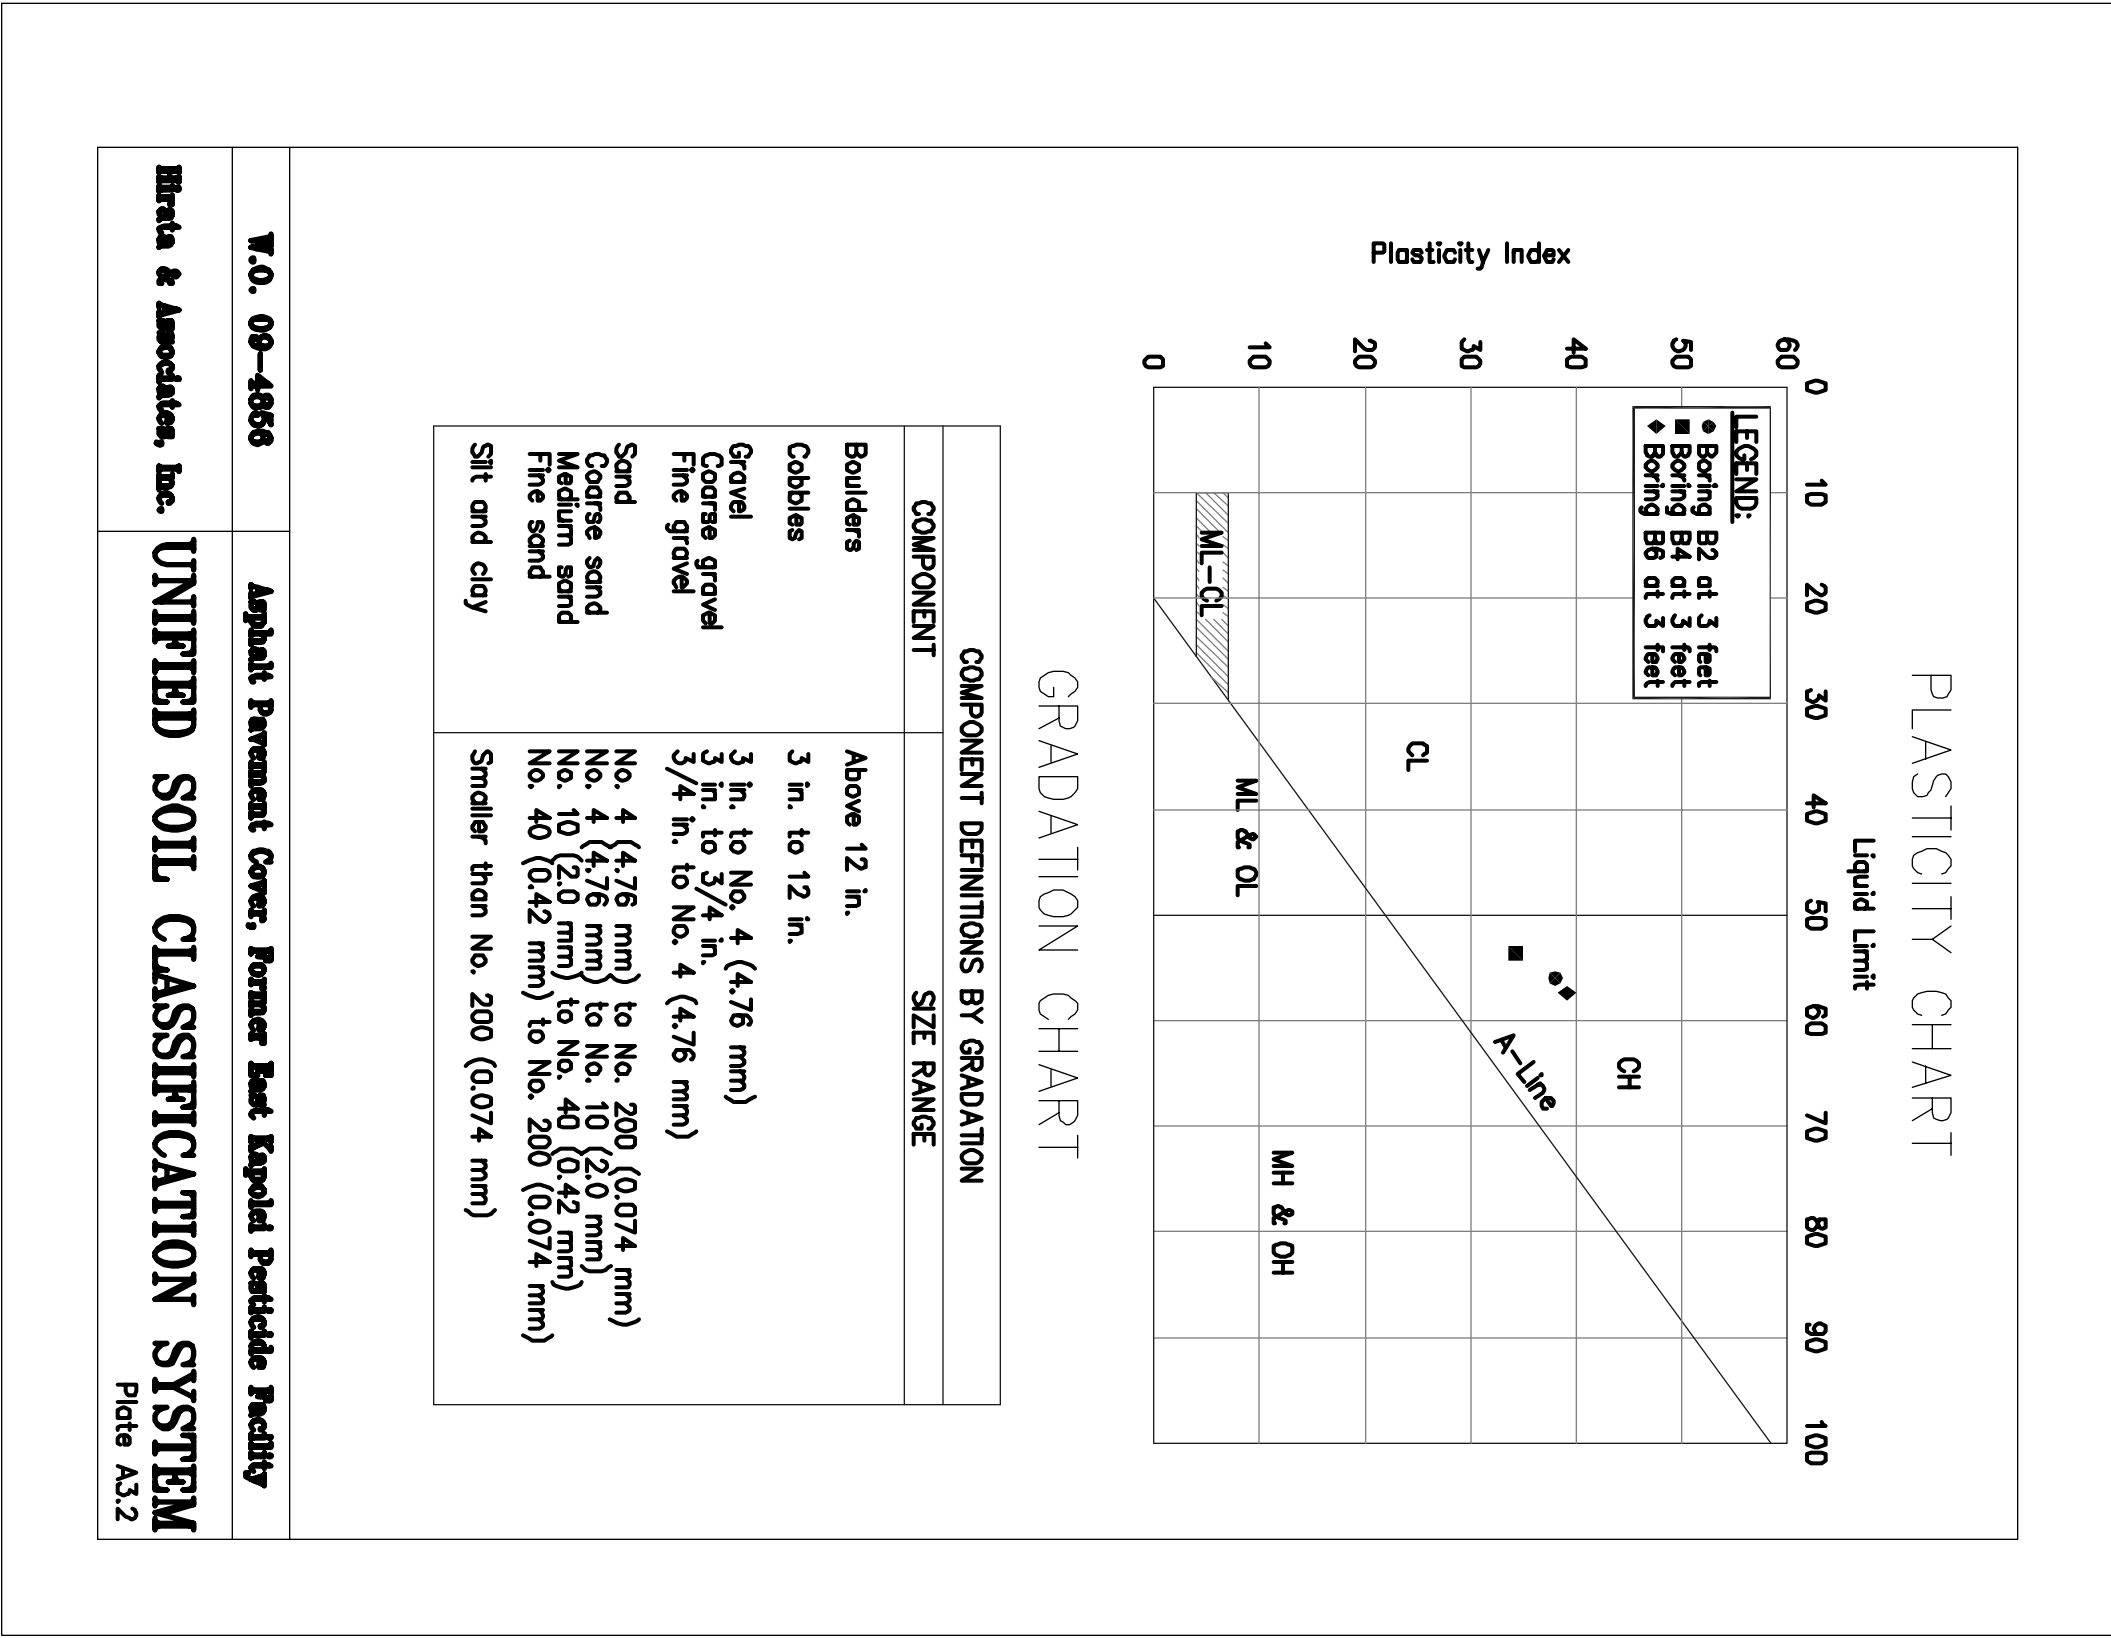 PLASTICITY CHART
Liquid Limit
0 10 20 30 40 50 60 70 80 90 100
60
50
40
30
20
10
0
Plasticity Index
LEGEND:
Boring B2 at 3 feet
Boring B4 at 3 feet
Boring B6 at 3 feet
CH
CL
A-Line
MH & OH
ML & OL
ML-CL
GRADATION CHART
COMPONENT DEFINITIONS BY GRADATION
COMPONENT SIZE RANGE
Boulders Above 12 in.
Cobbles 3 in. to 12 in.
Gravel 3 in. to No. 4 (4.76 mm)
Coarse gravel 3 in. to 3/4 in.
Fine gravel 3/4 in. to No. 4 (4.76 mm)
Sand No. 4 (4.76 mm) to No. 200 (0.074 mm)
Coarse sand No. 4 (4.76 mm) to No. 10 (2.0 mm)
Medium sand No. 10 (2.0 mm) to No. 40 (0.42 mm)
Fine sand No. 40 (0.42 mm) to No. 200 (0.074 mm)
Silt and clay Smaller than No. 200 (0.074 mm)
W.O. 09-4856 Asphalt Pavement Cover, Former East Kapolei Pesticide Facility
Hirata & Associates, Inc. UNIFIED SOIL CLASSIFICATION SYSTEM
Plate A3.2